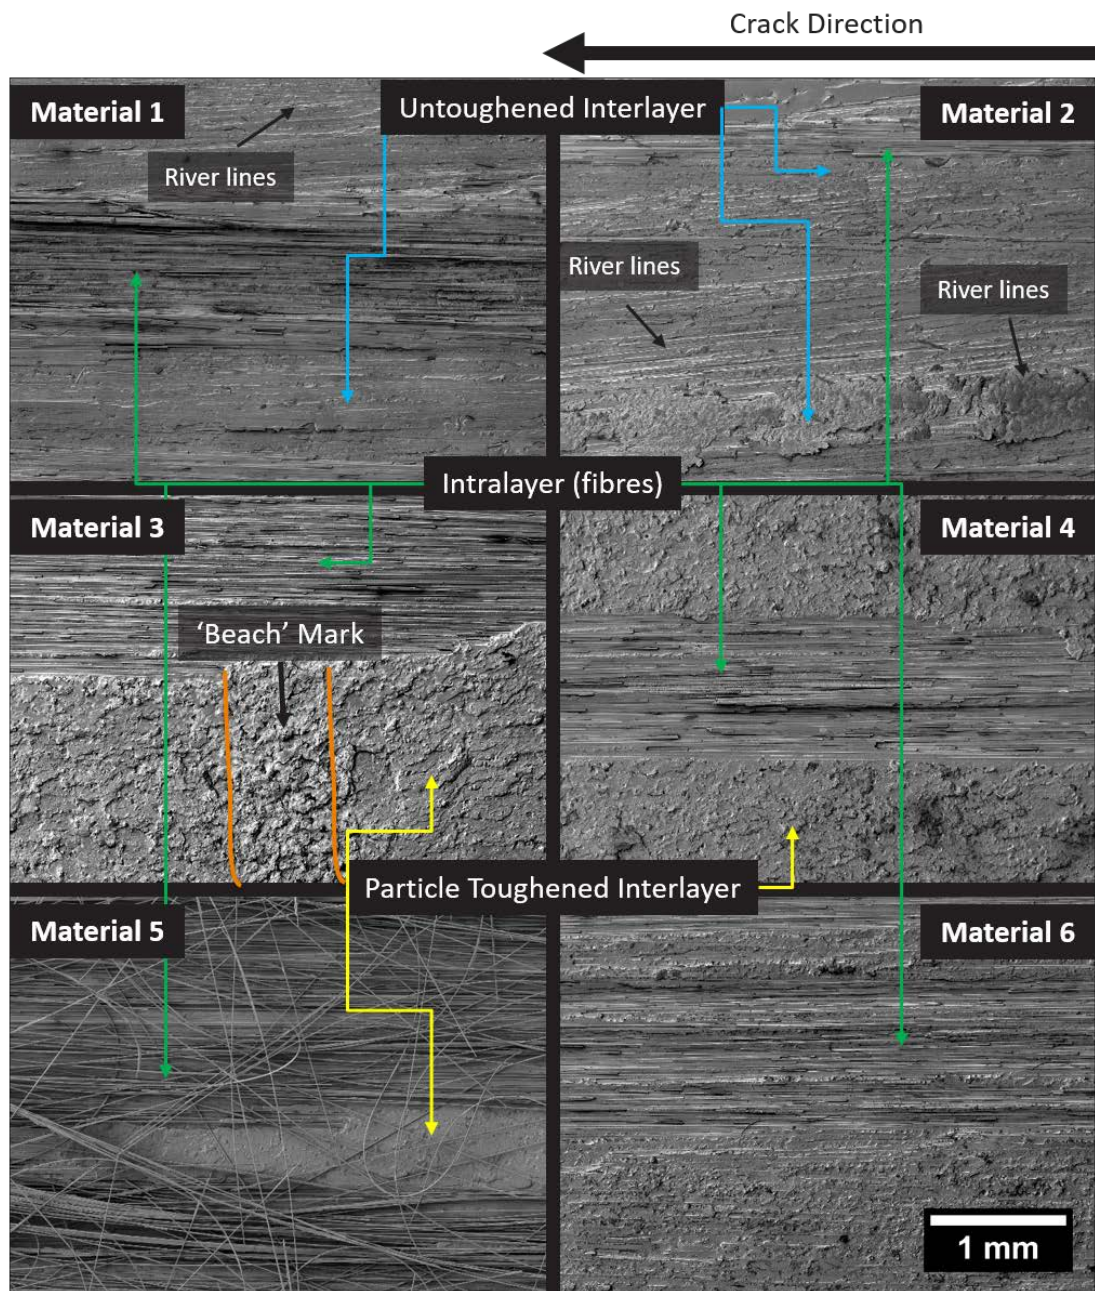 Crack Direction
Material 1
Untoughened Interlayer
Material 2
River lines
River lines
River lines
Intralayer (fibres)
Material 3
Material 4
‘Beach’ Mark
Particle Toughened Interlayer
Material 5
Material 6
1 mm